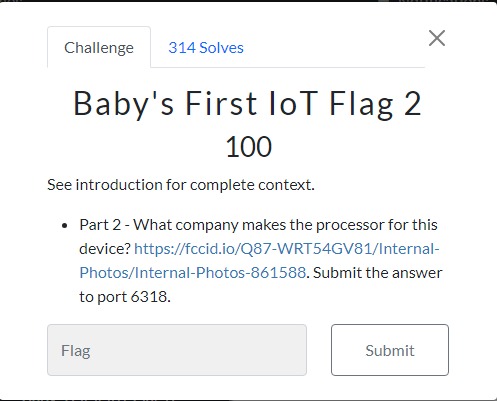 Challenge
314 Solves
Baby's First IoT Flag 2
100
See introduction for complete context.
Part 2 - What company makes the processor for this
device? https://fccid.io/Q87-WRT54GV81/Internal-
Photos/Internal-Photos-861588. Submit the answer
to port 6318.
Flag
Submit